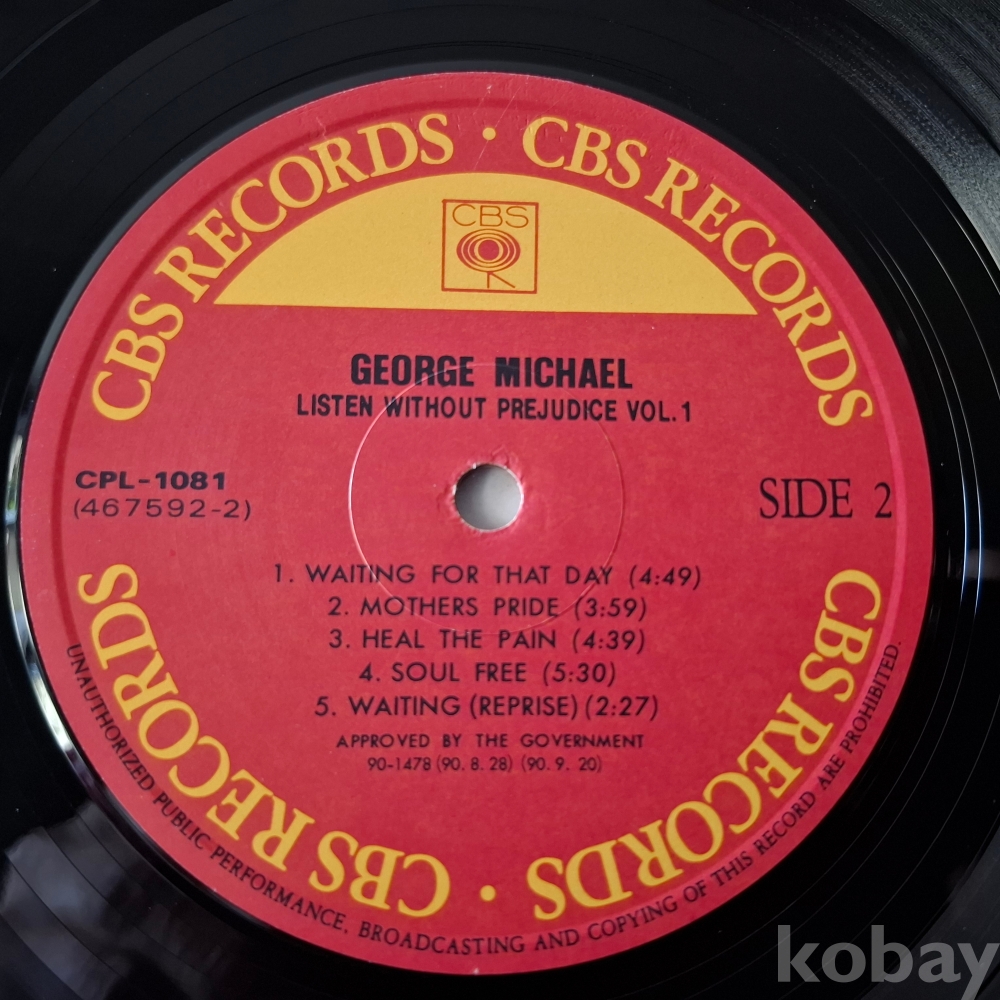 CBS RECORDS · CBS RECORDS
CBS
GEORGE MICHAEL
LISTEN WITHOUT PREJUDICE VOL.1
CPL-1081
(467592-2)
SIDE 2
1. WAITING FOR THAT DAY (4:49)
2. MOTHERS PRIDE (3:59)
3. HEAL THE PAIN (4:39)
4. SOUL FREE (5:30)
5. WAITING (REPRISE) (2:27)
APPROVED BY THE GOVERNMENT
90-1478 (90. 8. 28) (90. 9. 20)
CBS RECORDS · CBS RECORDS
UNAUTHORIZED PUBLIC PERFORMANCE, BROADCASTING AND COPYING OF THIS RECORD ARE PROHIBITED.
kobay